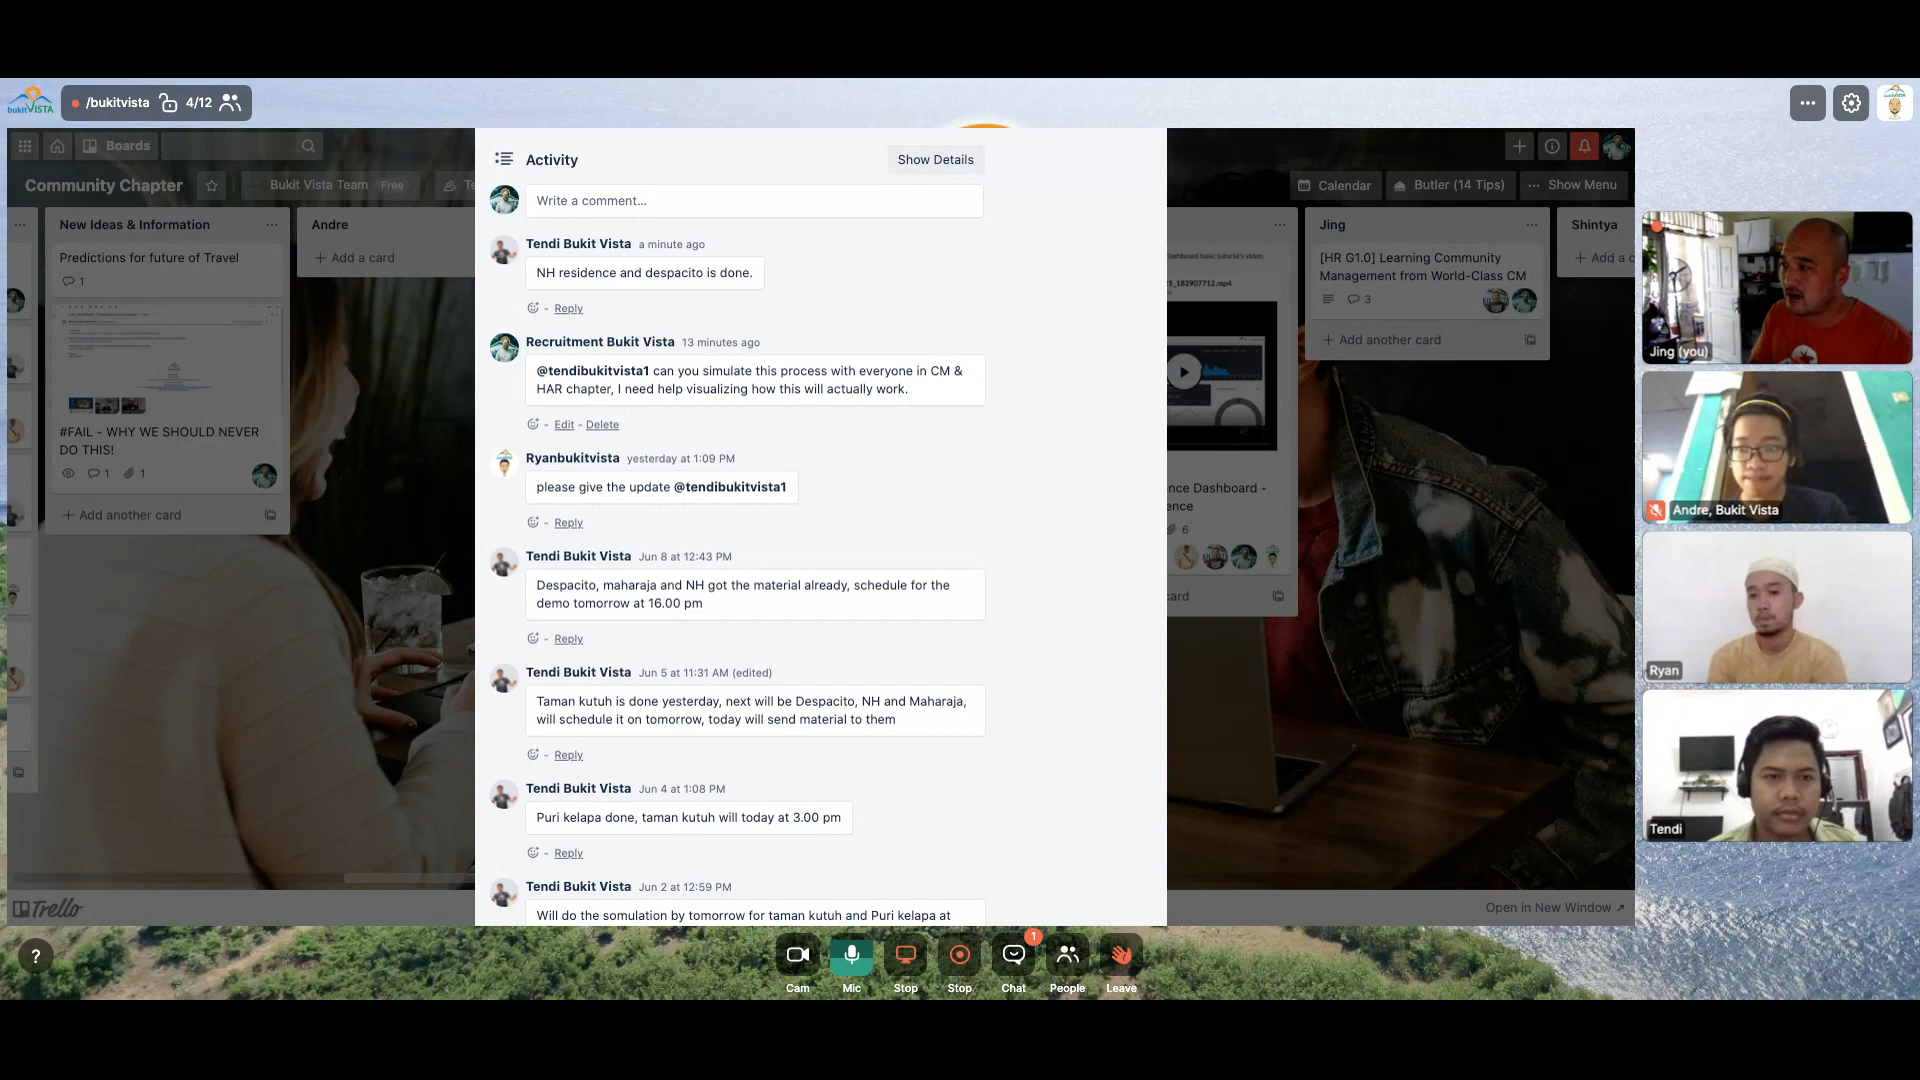 bukitVISTA
/bukitvista 4/12
Boards
Community Chapter
Bukit Vista Team Free
Te
Calendar
Butler (14 Tips)
Show Menu
New Ideas & Information
Predictions for future of Travel
1
#FAIL - WHY WE SHOULD NEVER
DO THIS!
1 1
+ Add another card
Andre
+ Add a card
Activity
Show Details
Write a comment...
Tendi Bukit Vista a minute ago
NH residence and despacito is done.
- Reply
Recruitment Bukit Vista 13 minutes ago
@tendibukitvista1 can you simulate this process with everyone in CM &
HAR chapter, I need help visualizing how this will actually work.
- Edit - Delete
Ryanbukitvista yesterday at 1:09 PM
please give the update @tendibukitvista1
- Reply
Tendi Bukit Vista Jun 8 at 12:43 PM
Despacito, maharaja and NH got the material already, schedule for the
demo tomorrow at 16.00 pm
- Reply
Tendi Bukit Vista Jun 5 at 11:31 AM (edited)
Taman kutuh is done yesterday, next will be Despacito, NH and Maharaja,
will schedule it on tomorrow, today will send material to them
- Reply
Tendi Bukit Vista Jun 4 at 1:08 PM
Puri kelapa done, taman kutuh will today at 3.00 pm
- Reply
Tendi Bukit Vista Jun 2 at 12:59 PM
Will do the somulation by tomorrow for taman kutuh and Puri kelapa at
Dashboard basic tutorial's video.
5_182907712.mp4
nce Dashboard -
ence
6
card
Jing
[HR G1.0] Learning Community
Management from World-Class CM
3
+ Add another card
Shintya
+ Add a c
Trello
Open in New Window
Jing (you)
Andre, Bukit Vista
Ryan
Tendi
?
1
Cam
Mic
Stop
Stop
Chat
People
Leave